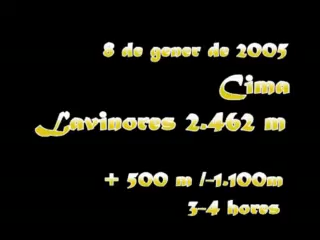 8 de gener de 2005
Cima
Lavinores 2.462 m
+ 500 m /-1.100m
3-4 hores